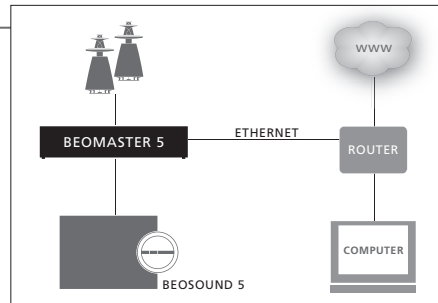 WWW
ETHERNET
BEOMASTER 5
ROUTER
COMPUTER
BEOSOUND 5